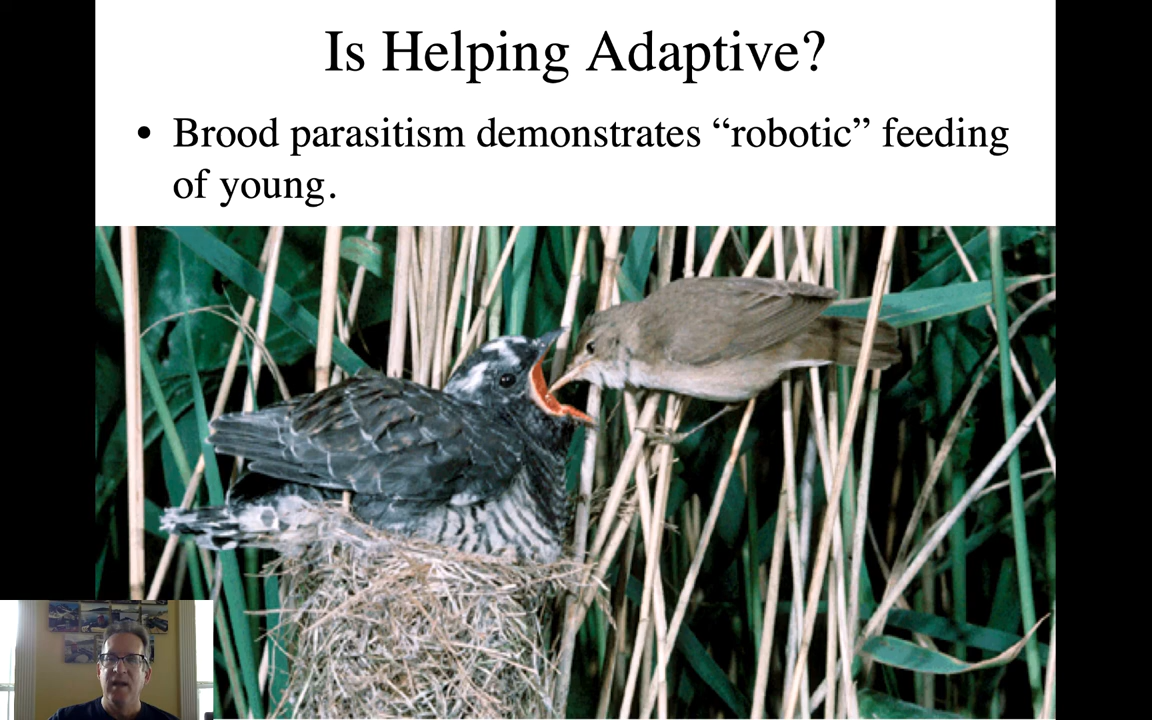 Is Helping Adaptive?
• Brood parasitism demonstrates “robotic” feeding
of young.